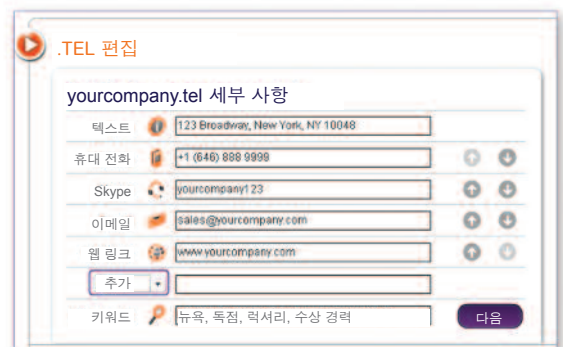 .TEL 편집
yourcompany.tel 세부 사항
텍스트 123 Broadway, New York, NY 10048
휴대 전화 +1 (646) 888 9999
Skype yourcompany123
이메일 sales@yourcompany.com
웹 링크 www.yourcompany.com
추가
키워드 뉴욕, 독점, 럭셔리, 수상 경력
다음